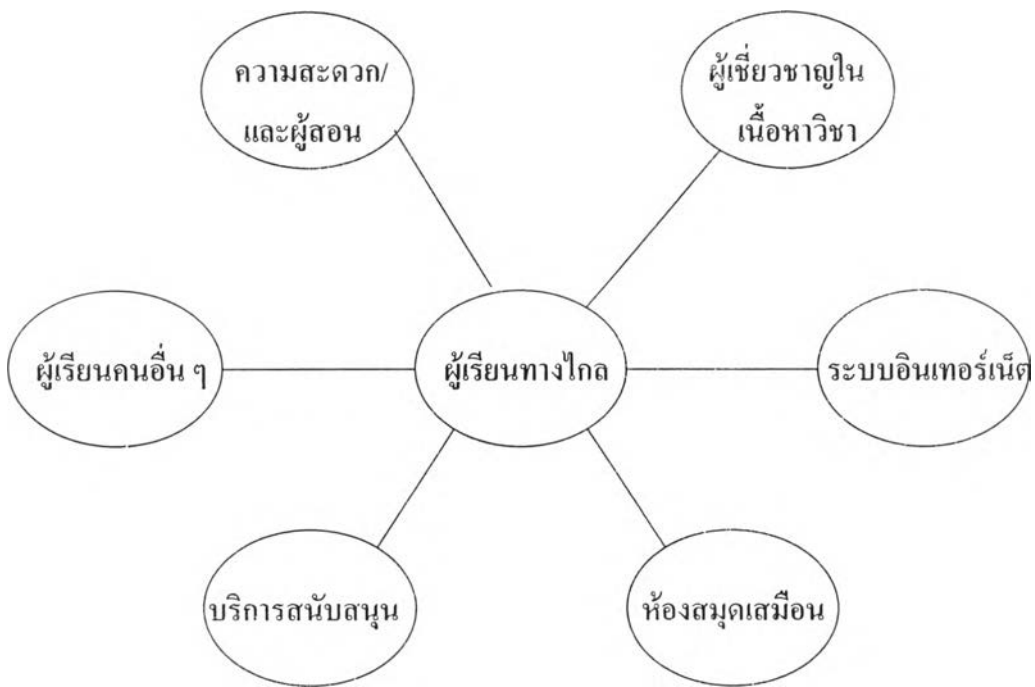 ความสะดวก/
และผู้สอน
ผู้เชี่ยวชาญใน
เนื้อหาวิชา
ผู้เรียนคนอื่น ๆ
ผู้เรียนทางไกล
ระบบอินเทอร์เน็ต
บริการสนับสนุน
ห้องสมุดเสมือน